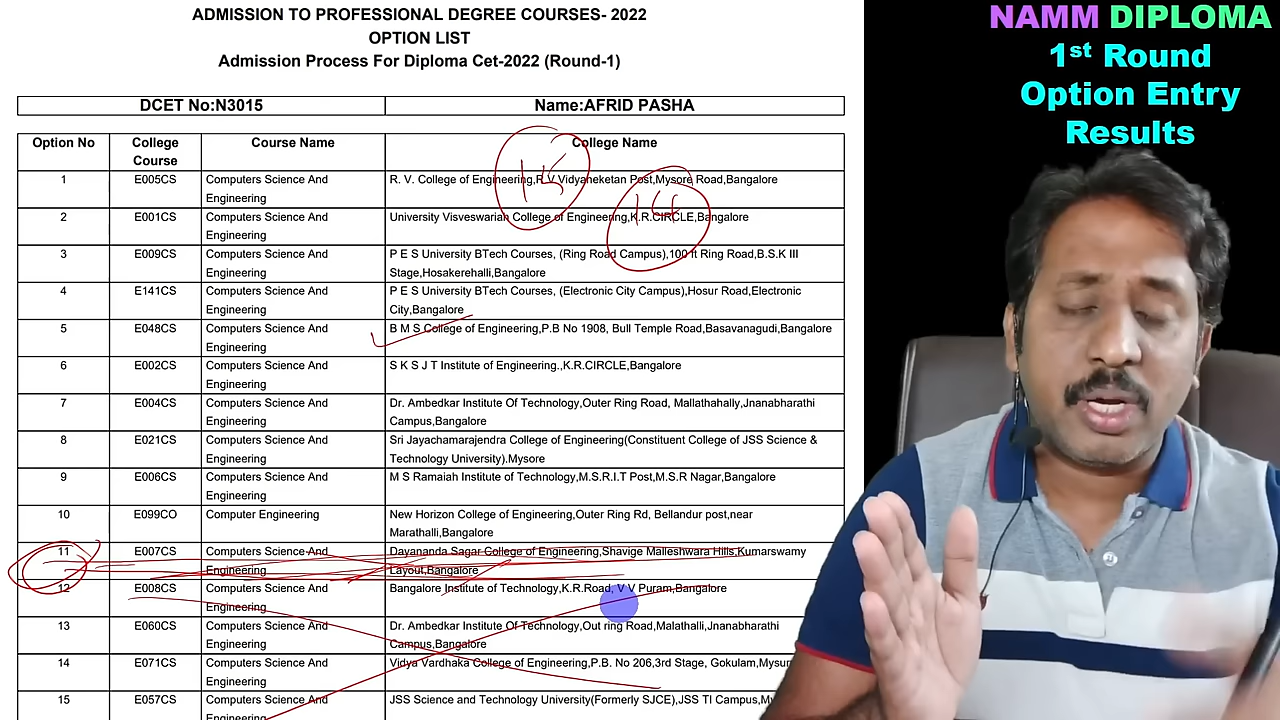 ADMISSION TO PROFESSIONAL DEGREE COURSES- 2022
OPTION LIST
Admission Process For Diploma Cet-2022 (Round-1)
DCET No:N3015 Name:AFRID PASHA
Option No College Course Course Name College Name
1 E005CS Computers Science And Engineering R. V. College of Engineering,R V Vidyaneketan Post,Mysore Road,Bangalore
2 E001CS Computers Science And Engineering University Visveswariah College of Engineering,K.R.CIRCLE,Bangalore
3 E009CS Computers Science And Engineering P E S University BTech Courses, (Ring Road Campus),100 ft Ring Road,B.S.K III Stage,Hosakerehalli,Bangalore
4 E141CS Computers Science And Engineering P E S University BTech Courses, (Electronic City Campus),Hosur Road,Electronic City,Bangalore
5 E048CS Computers Science And Engineering B M S College of Engineering,P.B No 1908, Bull Temple Road,Basavanagudi,Bangalore
6 E002CS Computers Science And Engineering S K S J T Institute of Engineering.,K.R.CIRCLE,Bangalore
7 E004CS Computers Science And Engineering Dr. Ambedkar Institute Of Technology,Outer Ring Road, Mallathahally,Jnanabharathi Campus,Bangalore
8 E021CS Computers Science And Engineering Sri Jayachamarajendra College of Engineering(Constituent College of JSS Science & Technology University).Mysore
9 E006CS Computers Science And Engineering M S Ramaiah Institute of Technology,M.S.R.I.T Post,M.S.R Nagar,Bangalore
10 E099CO Computer Engineering New Horizon College of Engineering,Outer Ring Rd, Bellandur post,near Marathalli,Bangalore
11 E007CS Computers Science And Engineering Dayananda Sagar College of Engineering,Shavige Malleshwara Hills,Kumarswamy Layout,Bangalore
12 E008CS Computers Science And Engineering Bangalore Institute of Technology,K.R.Road, V V Puram,Bangalore
13 E060CS Computers Science And Engineering Dr. Ambedkar Institute Of Technology,Out ring Road,Malathalli,Jnanabharathi Campus,Bangalore
14 E071CS Computers Science And Engineering Vidya Vardhaka College of Engineering,P.B. No 206,3rd Stage, Gokulam,Mysur
15 E057CS Computers Science And Engineering JSS Science and Technology University(Formerly SJCE),JSS TI Campus,My
15
NAMM DIPLOMA
1st Round
Option Entry
Results